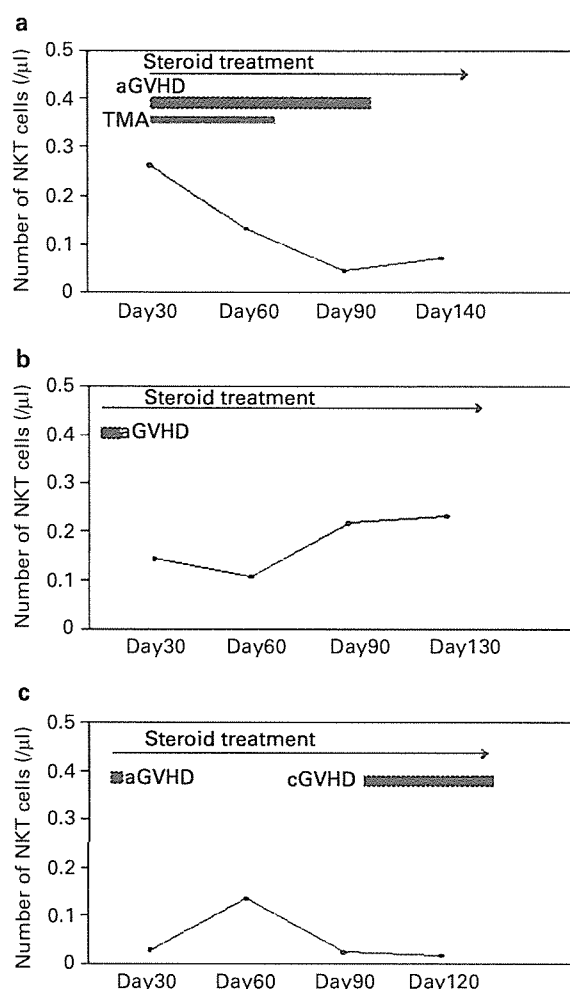 a
Number of NKT cells (/μl)
0.5
0.4
0.3
0.2
0.1
0
Steroid treatment
aGVHD
TMA
Day30 Day60 Day90 Day140
b
Number of NKT cells (/μl)
0.5
0.4
0.3
0.2
0.1
0
Steroid treatment
aGVHD
Day30 Day60 Day90 Day130
c
Number of NKT cells (/μl)
0.5
0.4
0.3
0.2
0.1
0
Steroid treatment
aGVHD cGVHD
Day30 Day60 Day90 Day120